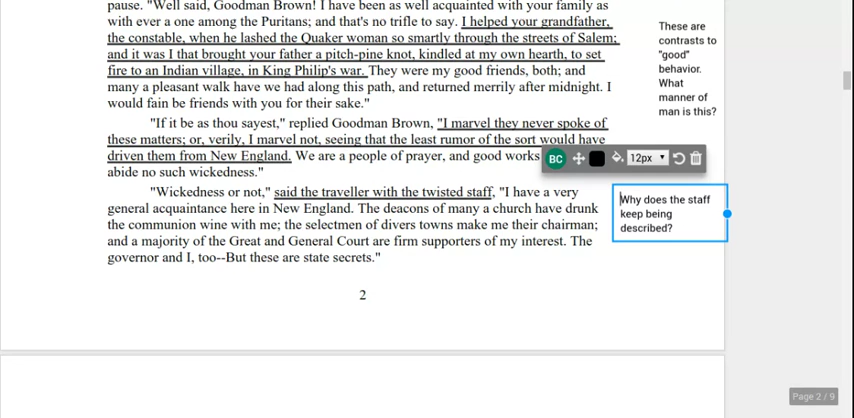 pause. "Well said, Goodman Brown! I have been as well acquainted with your family as
with ever a one among the Puritans; and that's no trifle to say. I helped your grandfather,
the constable, when he lashed the Quaker woman so smartly through the streets of Salem;
and it was I that brought your father a pitch-pine knot, kindled at my own hearth, to set
fire to an Indian village, in King Philip's war. They were my good friends, both; and
many a pleasant walk have we had along this path, and returned merrily after midnight. I
would fain be friends with you for their sake."
These are
contrasts to
"good"
behavior.
What
manner of
man is this?
"If it be as thou sayest," replied Goodman Brown, "I marvel they never spoke of
these matters; or, verily, I marvel not, seeing that the least rumor of the sort would have
driven them from New England. We are a people of prayer, and good works
abide no such wickedness."
BC
12px
"Wickedness or not," said the traveller with the twisted staff, "I have a very
general acquaintance here in New England. The deacons of many a church have drunk
the communion wine with me; the selectmen of divers towns make me their chairman;
and a majority of the Great and General Court are firm supporters of my interest. The
governor and I, too--But these are state secrets."
Why does the staff
keep being
described?
2
Page 2 / 9